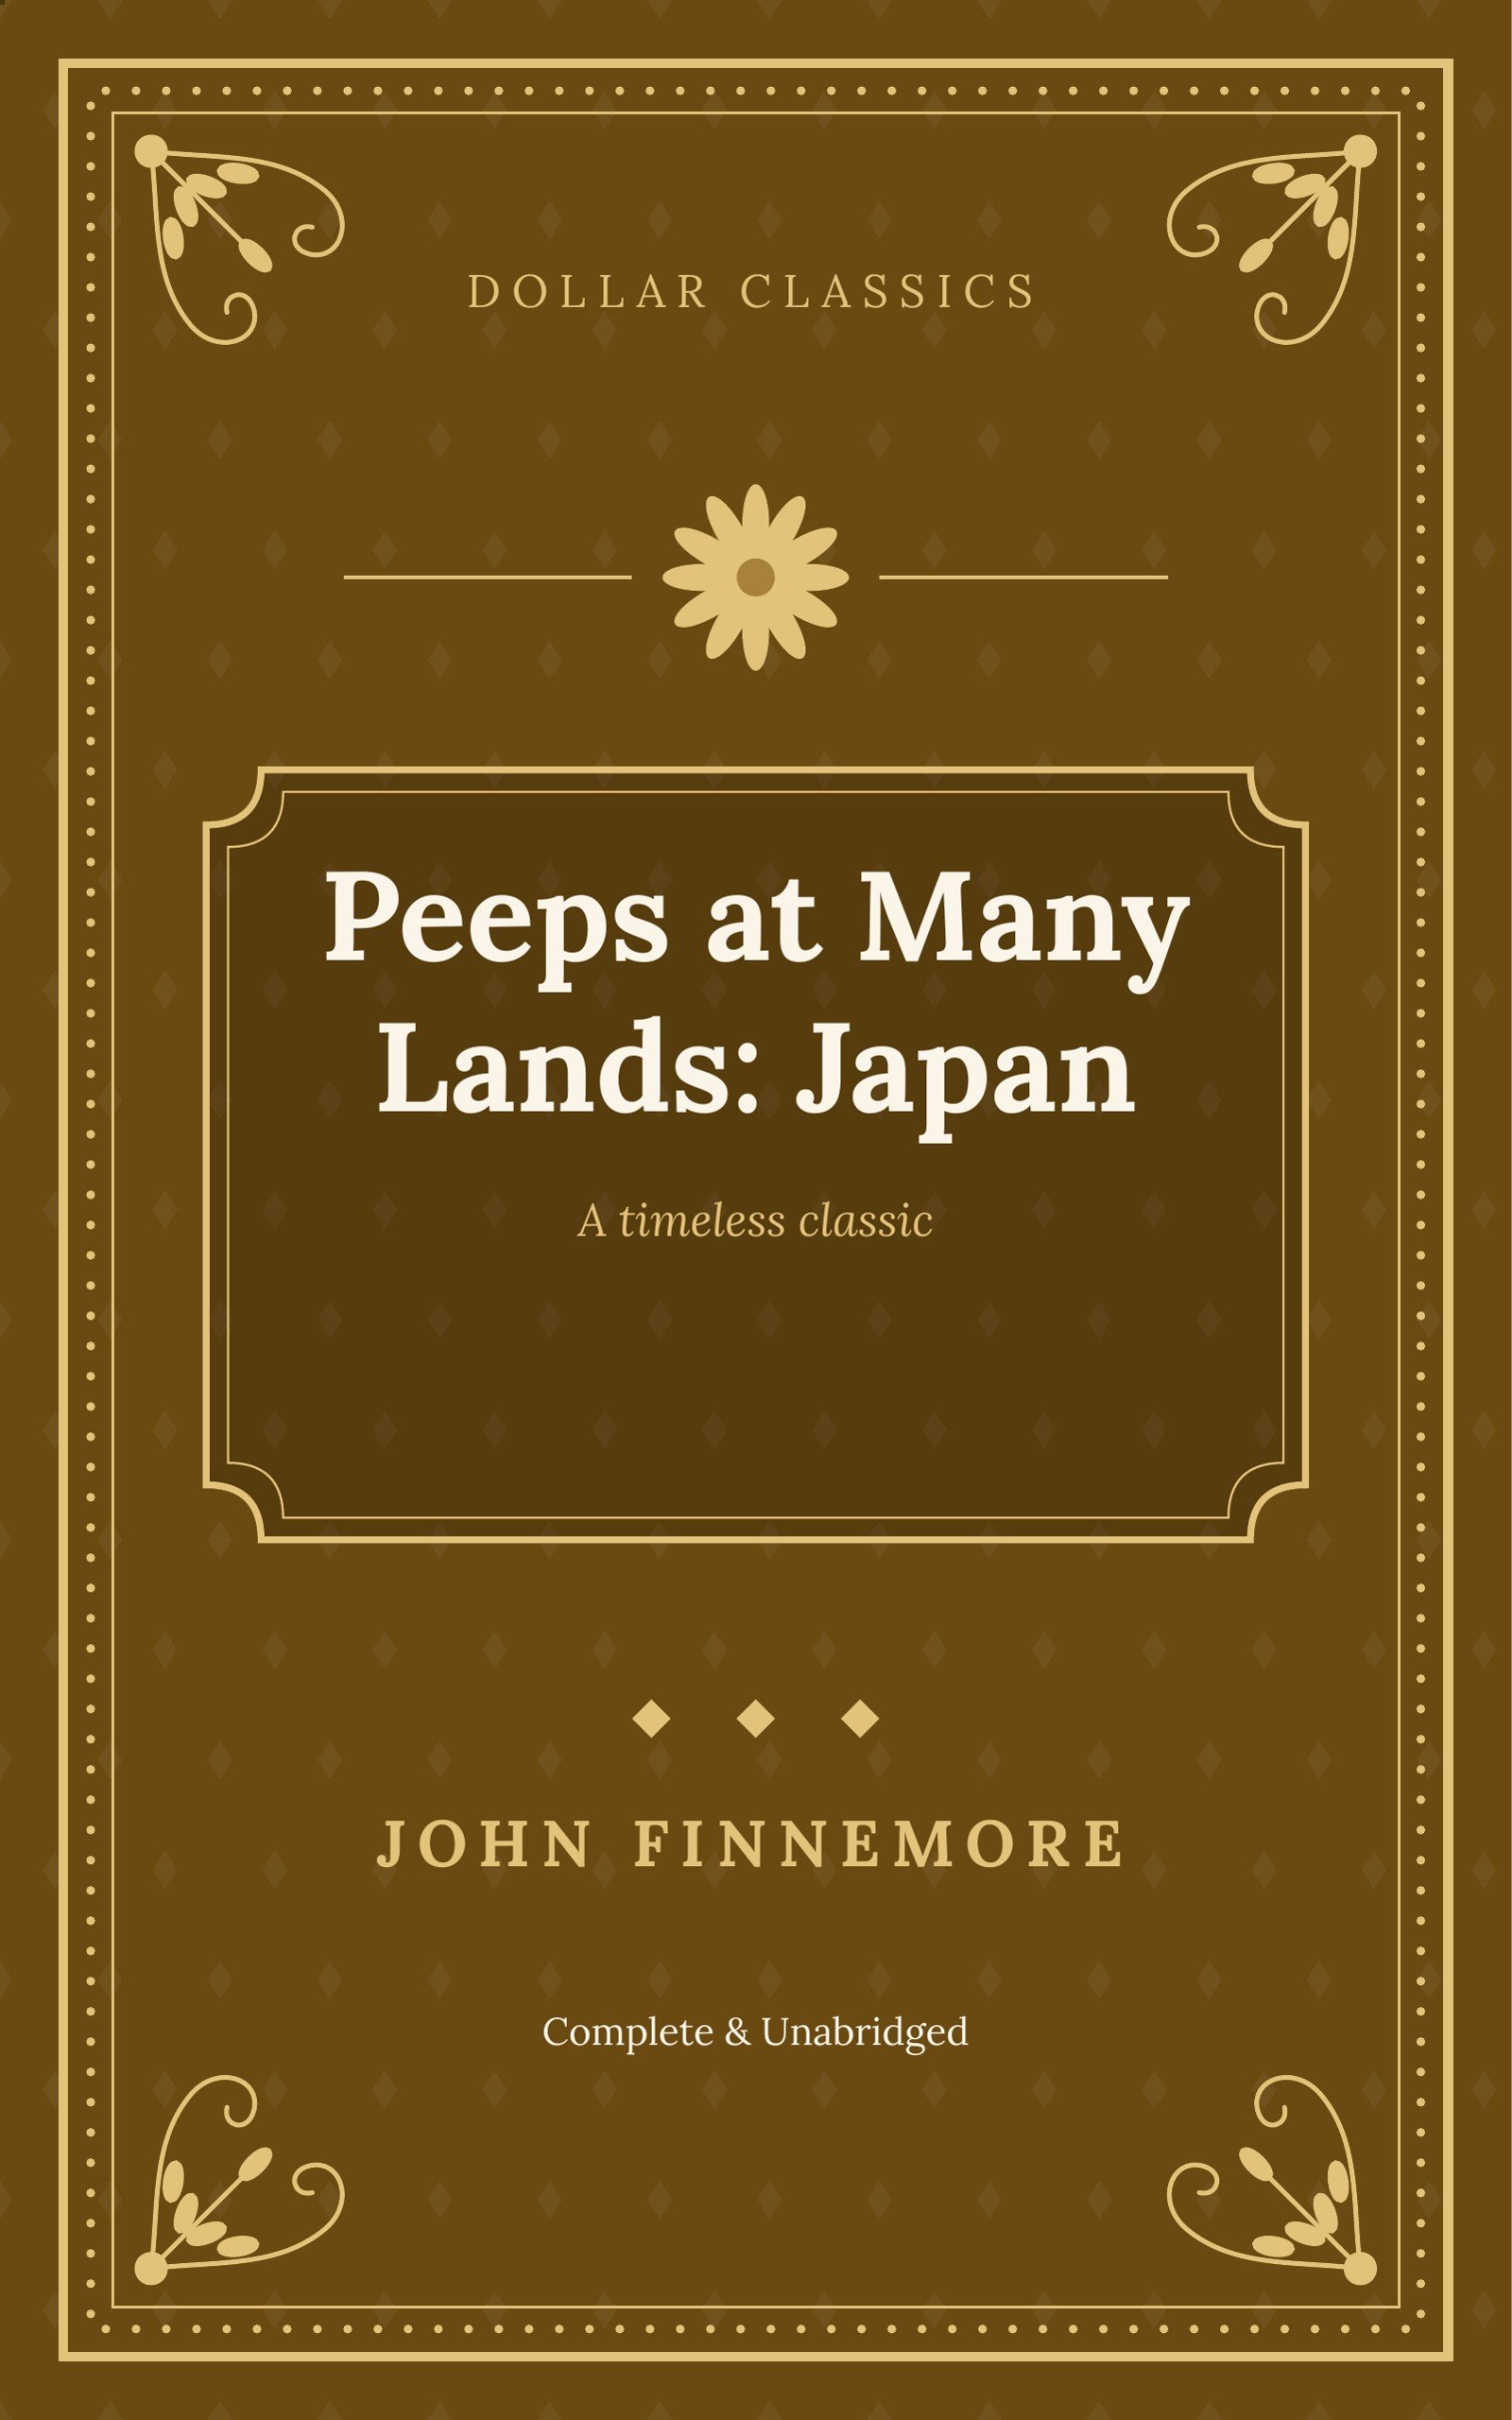 DOLLAR CLASSICS
Peeps at Many
Lands: Japan
A timeless classic
JOHN FINNEMORE
Complete & Unabridged